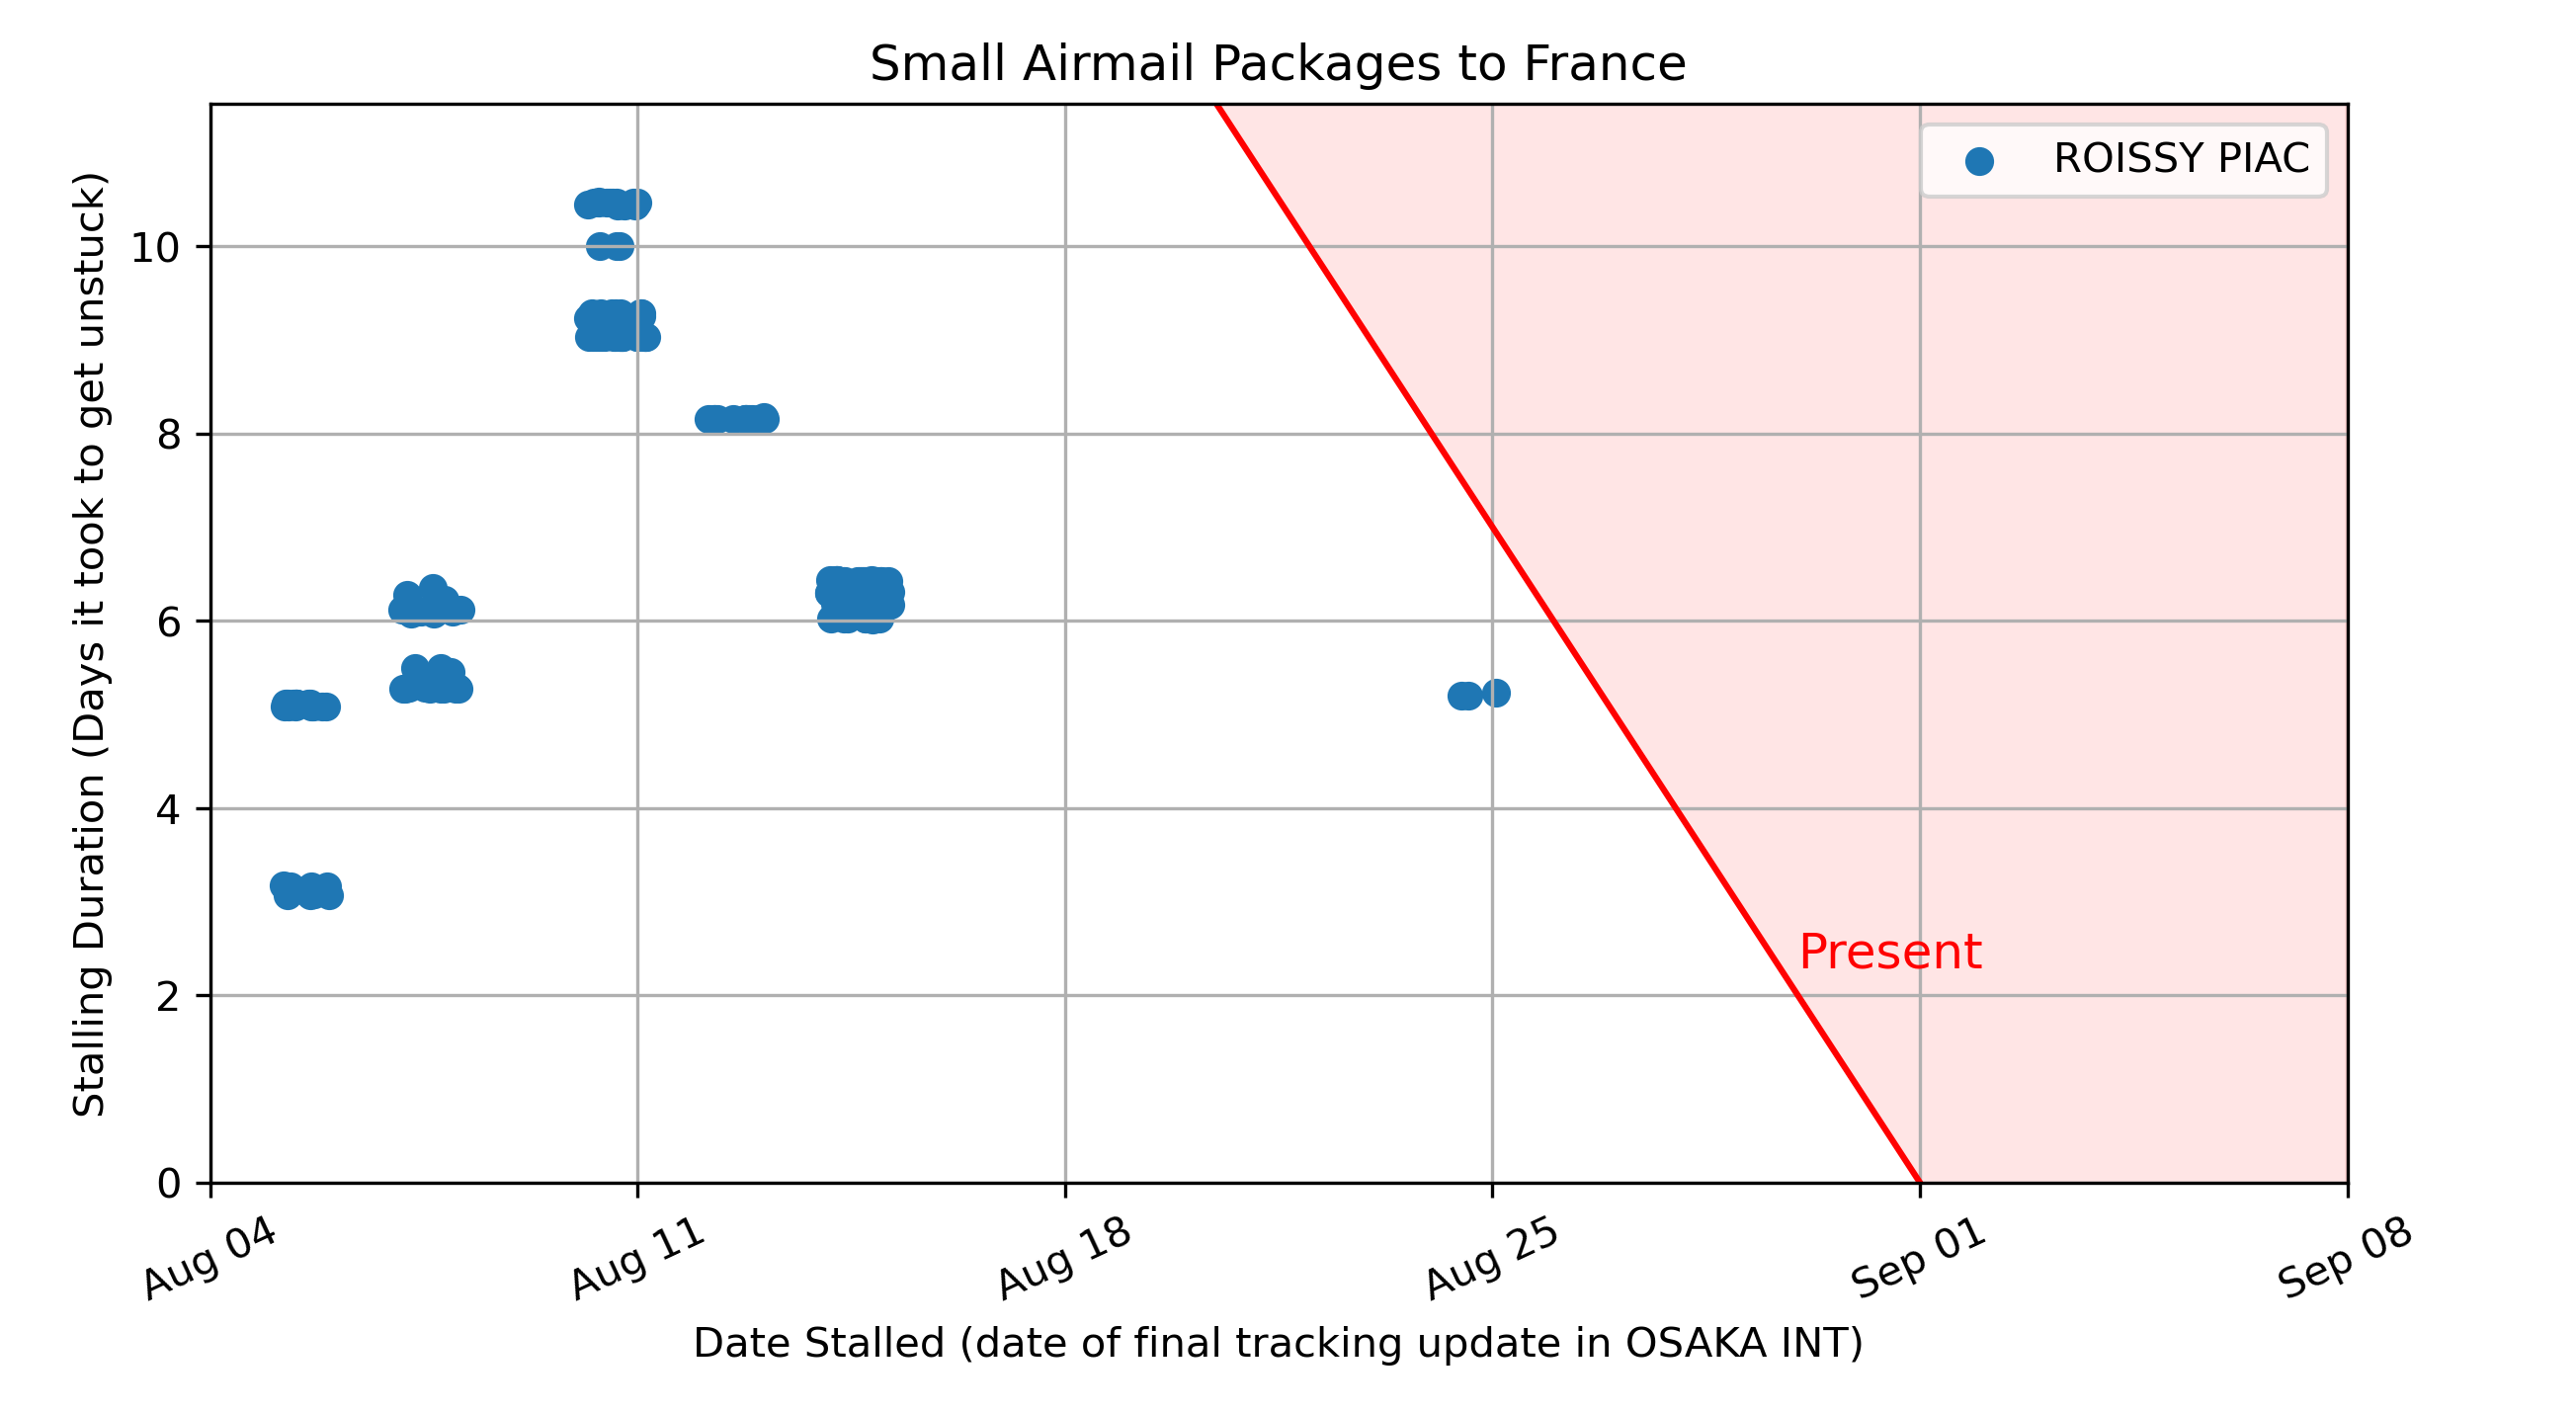 Small Airmail Packages to France
ROISSY PIAC
Stalling Duration (Days it took to get unstuck)
10
8
6
4
2
0
Present
Aug 04
Aug 11
Aug 18
Aug 25
Sep 01
Sep 08
Date Stalled (date of final tracking update in OSAKA INT)